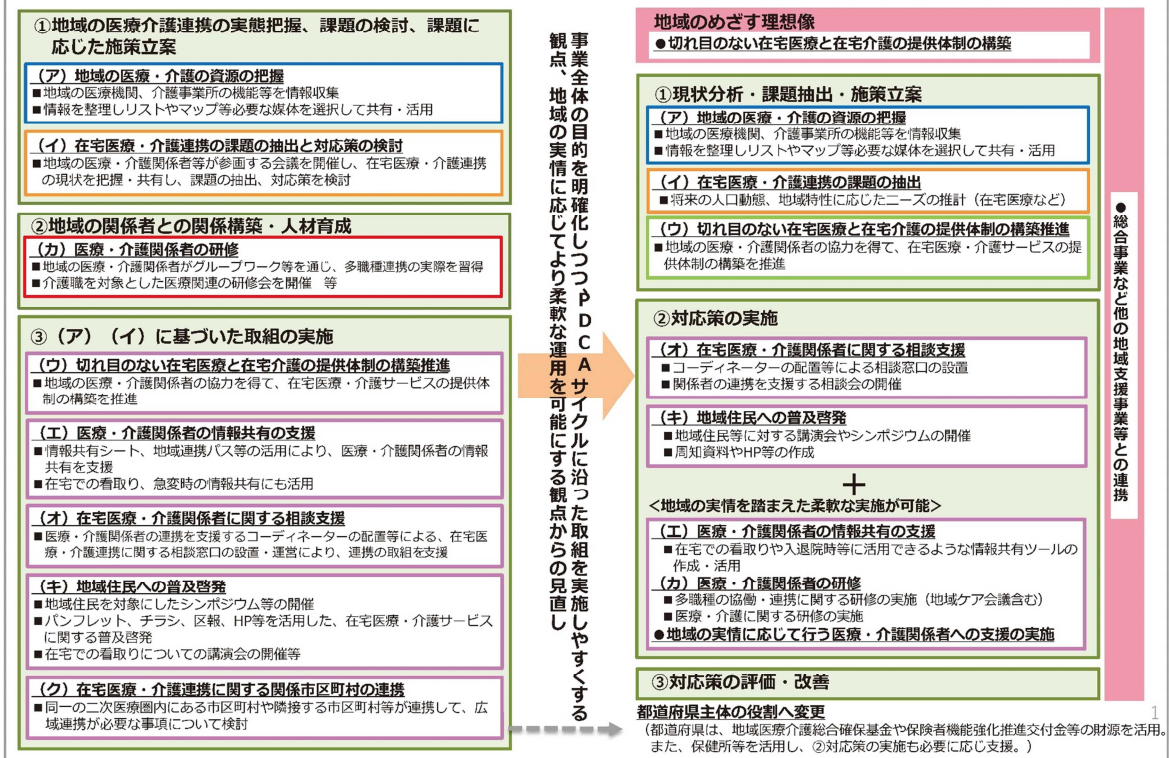 ①地域の医療介護連携の実態把握、課題の検討、課題に
応じた施策立案
（ア）地域の医療・介護の資源の把握
■地域の医療機関、介護事業所の機能等を情報収集
■情報を整理しリストやマップ等必要な媒体を選択して共有・活用
（イ）在宅医療・介護連携の課題の抽出と対応策の検討
■地域の医療・介護関係者等が参画する会議を開催し、在宅医療・介護連携
の現状を把握・共有し、課題の抽出、対応策を検討
②地域の関係者との関係構築・人材育成
（カ）医療・介護関係者の研修
■地域の医療・介護関係者がグループワーク等を通じ、多職種連携の実際を習得
■介護職を対象とした医療関連の研修会を開催　等
③（ア）（イ）に基づいた取組の実施
（ウ）切れ目のない在宅医療と在宅介護の提供体制の構築推進
■地域の医療・介護関係者の協力を得て、在宅医療・介護サービスの提供体
制の構築を推進
（エ）医療・介護関係者の情報共有の支援
■情報共有シート、地域連携パス等の活用により、医療・介護関係者の情報
共有を支援
■在宅での看取り、急変時の情報共有にも活用
（オ）在宅医療・介護関係者に関する相談支援
■医療・介護関係者の連携を支援するコーディネーターの配置等による、在宅医
療・介護連携に関する相談窓口の設置・運営により、連携の取組を支援
（キ）地域住民への普及啓発
■地域住民を対象にしたシンポジウム等の開催
■パンフレット、チラシ、区報、HP等を活用した、在宅医療・介護サービス
に関する普及啓発
■在宅での看取りについての講演会の開催等
（ク）在宅医療・介護連携に関する関係市区町村の連携
■同一の二次医療圏内にある市区町村や隣接する市区町村等が連携して、広
域連携が必要な事項について検討
事業全体の目的を明確化しつつ、PDCAサイクルに沿った取組を実施しやすくする
観点、地域の実情に応じてより柔軟な運用を可能にする観点からの見直し
地域のめざす理想像
●切れ目のない在宅医療と在宅介護の提供体制の構築
①現状分析・課題抽出・施策立案
（ア）地域の医療・介護の資源の把握
■地域の医療機関、介護事業所の機能等を情報収集
■情報を整理しリストやマップ等必要な媒体を選択して共有・活用
（イ）在宅医療・介護連携の課題の抽出
■将来の人口動態、地域特性に応じたニーズの推計（在宅医療など）
（ウ）切れ目のない在宅医療と在宅介護の提供体制の構築推進
■地域の医療・介護関係者の協力を得て、在宅医療・介護サービスの提
供体制の構築を推進
②対応策の実施
（オ）在宅医療・介護関係者に関する相談支援
■コーディネーターの配置等による相談窓口の設置
■関係者の連携を支援する相談会の開催
（キ）地域住民への普及啓発
■地域住民等に対する講演会やシンポジウムの開催
■周知資料やHP等の作成
＋
＜地域の実情を踏まえた柔軟な実施が可能＞
（エ）医療・介護関係者の情報共有の支援
■在宅での看取りや入退院時等に活用できるような情報共有ツールの
作成・活用
（カ）医療・介護関係者の研修
■多職種の協働・連携に関する研修の実施（地域ケア会議含む）
■医療・介護に関する研修の実施
●地域の実情に応じて行う医療・介護関係者への支援の実施
③対応策の評価・改善
●総合事業など他の地域支援事業等との連携
都道府県主体の役割へ変更
（都道府県は、地域医療介護総合確保基金や保険者機能強化推進交付金等の財源を活用。
また、保健所等を活用し、②対応策の実施も必要に応じ支援。）
1